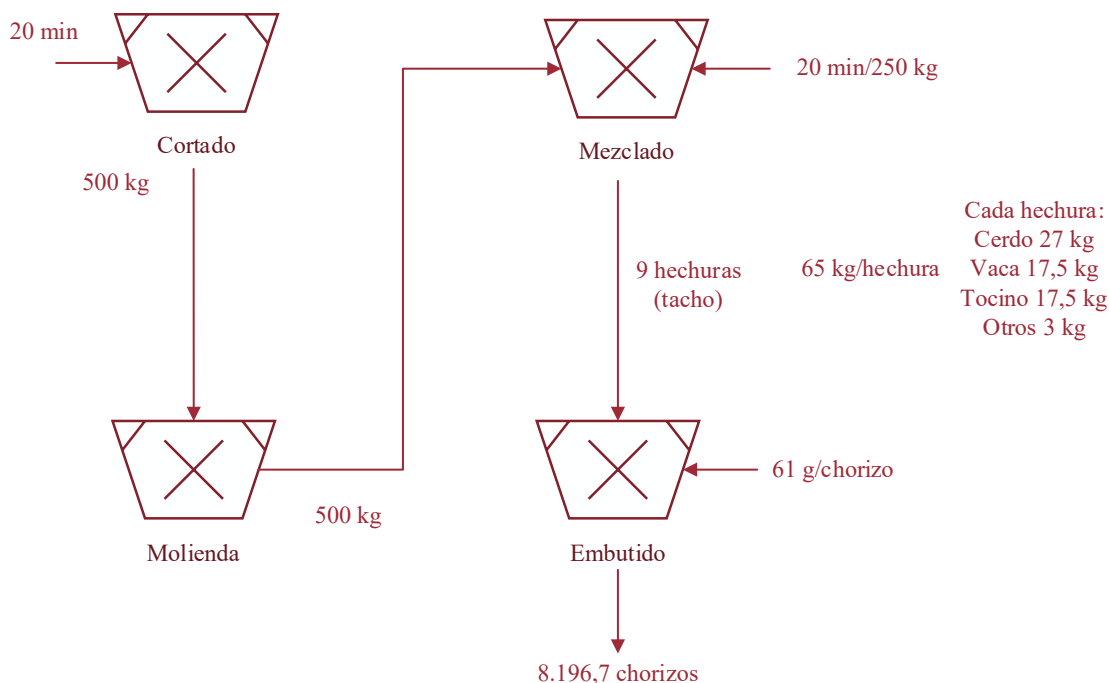 20 min
Cortado
500 kg
Molienda
500 kg
Mezclado
20 min/250 kg
9 hechuras
(tacho)
65 kg/hechura
Cada hechura:
Cerdo 27 kg
Vaca 17,5 kg
Tocino 17,5 kg
Otros 3 kg
61 g/chorizo
Embutido
8.196,7 chorizos